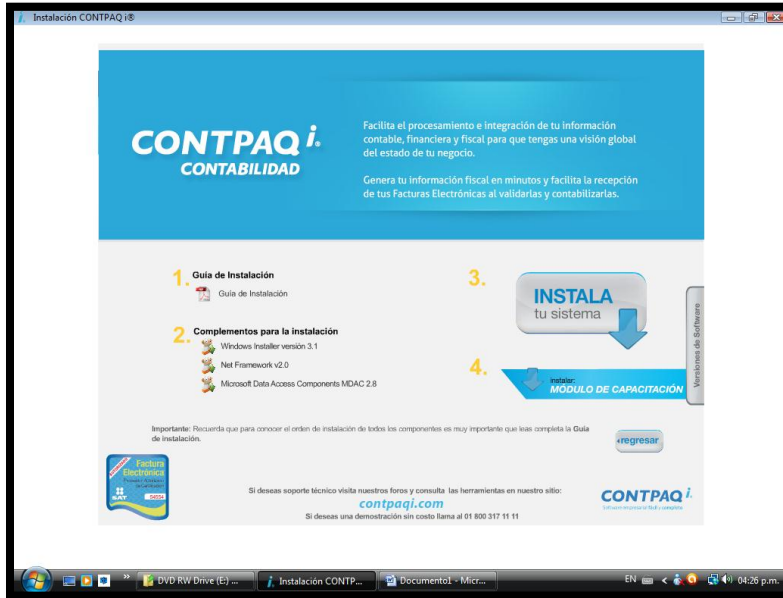 Instalación CONTPAQ i®
CONTPAQ i.
CONTABILIDAD
Facilita el procesamiento e integración de tu información
contable, financiera y fiscal para que tengas una visión global
del estado de tu negocio.
Genera tu información fiscal en minutos y facilita la recepción
de tus Facturas Electrónicas al validarlas y contabilizarlas.
1. Guía de Instalación
Guía de Instalación
2. Complementos para la instalación
Windows Installer versión 3.1
Net Framework v2.0
Microsoft Data Access Components MDAC 2.8
3.
INSTALA
tu sistema
4.
instalar:
MÓDULO DE CAPACITACIÓN
Versiones de Software
Importante: Recuerda que para conocer el orden de instalación de todos los componentes es muy importante que leas completa la Guía
de instalación.
regresar
Factura
Electrónica
SAT
Si deseas soporte técnico visita nuestros foros y consulta las herramientas en nuestro sitio:
contpaqi.com
Si deseas una demostración sin costo llama al 01 800 317 11 11
CONTPAQ i.
Software empresarial fácil y completo
DVD RW Drive (E:) ...
Instalación CONTP...
Documento1 - Micr...
EN
04:26 p.m.